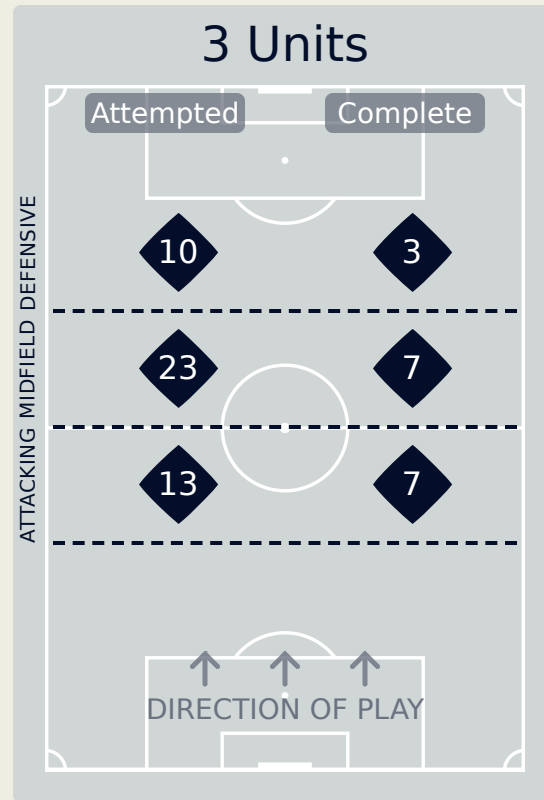 3 Units
Attempted Complete
10 3
23 7
13 7
ATTACKING MIDFIELD DEFENSIVE
DIRECTION OF PLAY